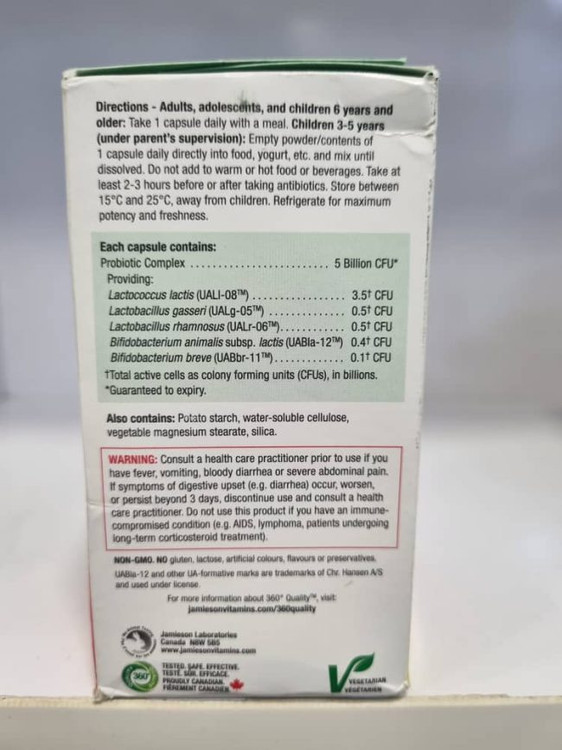 Directions - Adults, adolescents, and children 6 years and
older: Take 1 capsule daily with a meal. Children 3-5 years
(under parent's supervision): Empty powder/contents of
1 capsule daily directly into food, yogurt, etc. and mix until
dissolved. Do not add to warm or hot food or beverages. Take at
least 2-3 hours before or after taking antibiotics. Store between
15°C and 25°C, away from children. Refrigerate for maximum
potency and freshness.
Each capsule contains:
Probiotic Complex ........................ 5 Billion CFU*
Providing:
Lactococcus lactis (UALl-08™) ................ 3.5† CFU
Lactobacillus gasseri (UALg-05™) ............. 0.5† CFU
Lactobacillus rhamnosus (UALr-06™)............ 0.5† CFU
Bifidobacterium animalis subsp. lactis (UABla-12™) 0.4† CFU
Bifidobacterium breve (UABbr-11™)............. 0.1† CFU
†Total active cells as colony forming units (CFUs), in billions.
*Guaranteed to expiry.
Also contains: Potato starch, water-soluble cellulose,
vegetable magnesium stearate, silica.
WARNING: Consult a health care practitioner prior to use if you
have fever, vomiting, bloody diarrhea or severe abdominal pain.
If symptoms of digestive upset (e.g. diarrhea) occur, worsen,
or persist beyond 3 days, discontinue use and consult a health
care practitioner. Do not use this product if you have an immune-
compromised condition (e.g. AIDS, lymphoma, patients undergoing
long-term corticosteroid treatment).
NON-GMO. NO gluten, lactose, artificial colours, flavours or preservatives.
UABla-12 and other UA-formative marks are trademarks of Chr. Hansen A/S
and used under license.
For more information about 360° Quality™, visit:
jamiesonvitamins.com/360quality
Jamieson Laboratories
Canada N8W 5B5
www.jamiesonvitamins.com
360°
TESTED. SAFE. EFFECTIVE.
TESTÉ. SÛR. EFFICACE.
PROUDLY CANADIAN
FIÈREMENT CANADIEN
VEGETARIAN
VÉGÉTARIEN